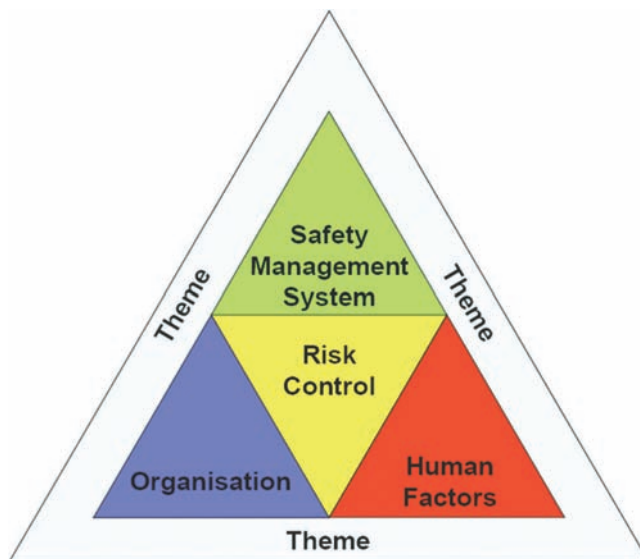 Safety
Management
System
Theme
Theme
Risk
Control
Organisation
Human
Factors
Theme